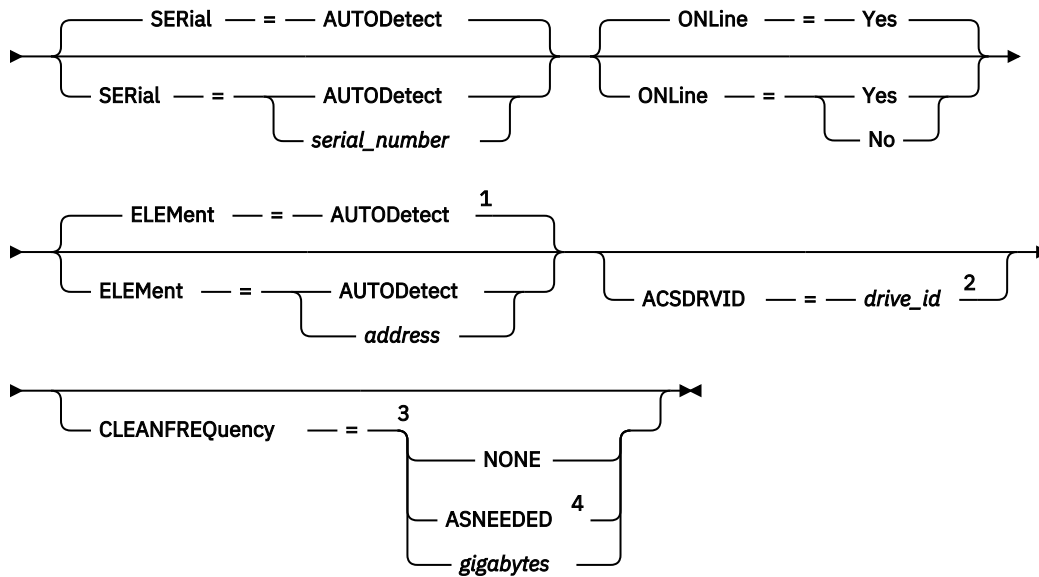 SERial = AUTODetect ONLine = Yes
SERial = AUTODetect ONLine = Yes
serial_number No
ELEMent = AUTODetect 1
ELEMent = AUTODetect
ACSDRVID = drive_id 2
address
CLEANFREQuency = 3
NONE
ASNEEDED 4
gigabytes